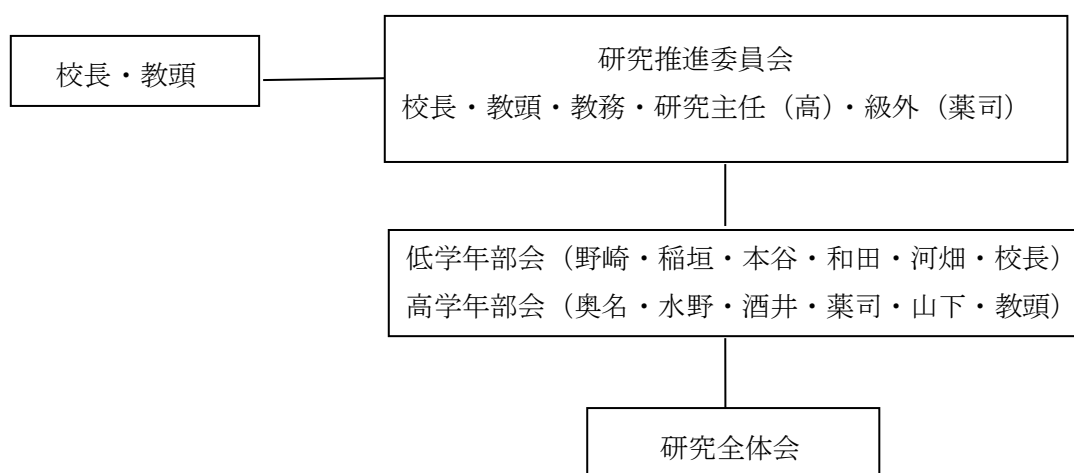 校長・教頭
研究推進委員会
校長・教頭・教務・研究主任（高）・級外（薬司）
低学年部会（野崎・稲垣・本谷・和田・河畑・校長）
高学年部会（奥名・水野・酒井・薬司・山下・教頭）
研究全体会